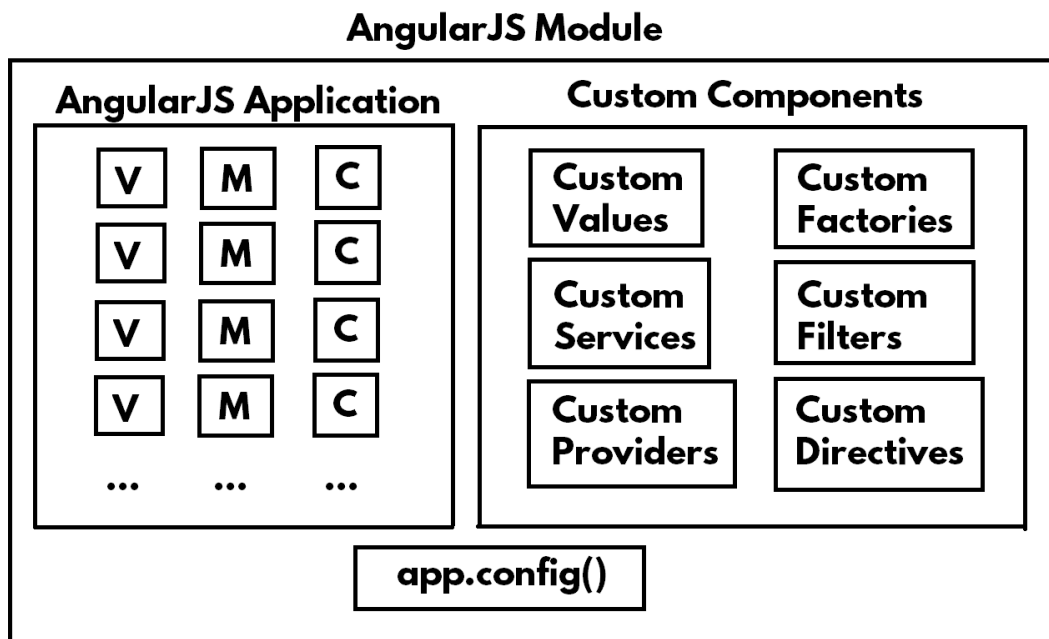 AngularJS Module
AngularJS Application
V M C
V M C
V M C
V M C
... ... ...
Custom Components
Custom
Values
Custom
Factories
Custom
Services
Custom
Filters
Custom
Providers
Custom
Directives
app.config()